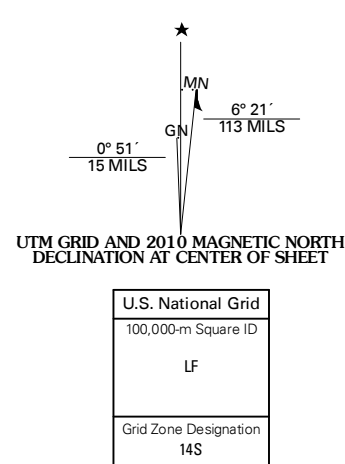 MN
6° 21´
113 MILS
GN
0° 51´
15 MILS
UTM GRID AND 2010 MAGNETIC NORTH
DECLINATION AT CENTER OF SHEET
U.S. National Grid
100,000-m Square ID
LF
Grid Zone Designation
14S